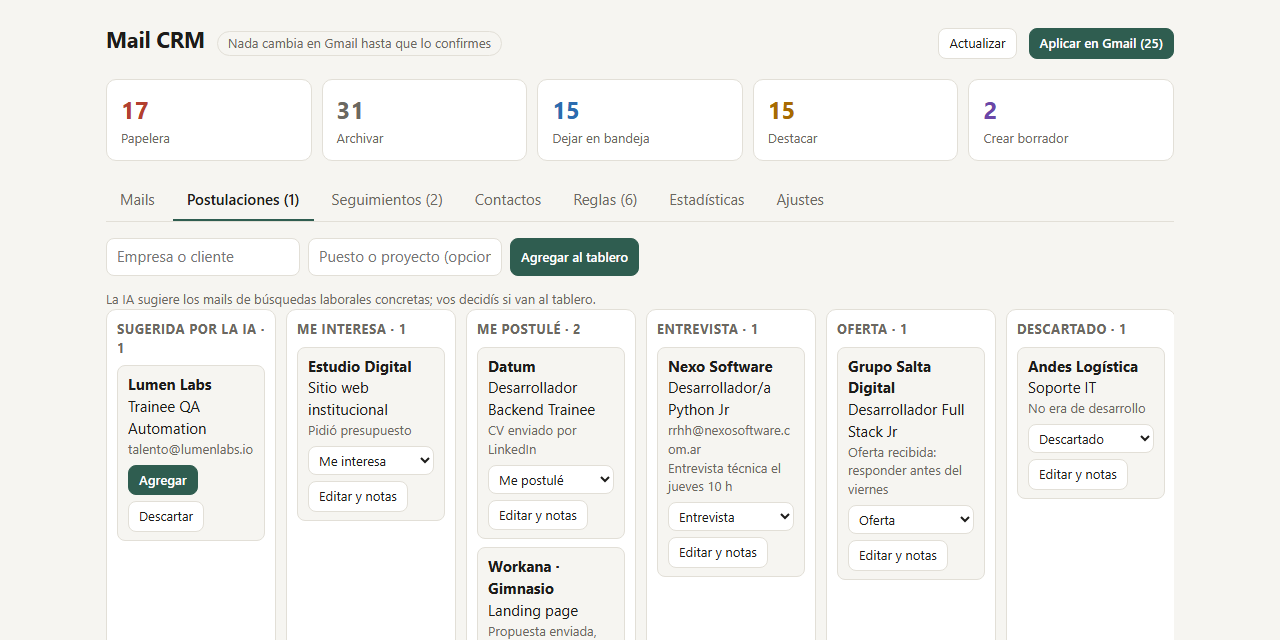 Mail CRM
Nada cambia en Gmail hasta que lo confirmes
Actualizar
Aplicar en Gmail (25)
17
Papelera
31
Archivar
15
Dejar en bandeja
15
Destacar
2
Crear borrador
Mails
Postulaciones (1)
Seguimientos (2)
Contactos
Reglas (6)
Estadísticas
Ajustes
Empresa o cliente
Puesto o proyecto (opcior
Agregar al tablero
La IA sugiere los mails de búsquedas laborales concretas; vos decidís si van al tablero.
SUGERIDA POR LA IA ·
1
Lumen Labs
Trainee QA
Automation
talento@lumenlabs.io
Agregar
Descartar
ME INTERESA · 1
Estudio Digital
Sitio web
institucional
Pidió presupuesto
Me interesa
Editar y notas
ME POSTULÉ · 2
Datum
Desarrollador
Backend Trainee
CV enviado por
LinkedIn
Me postulé
Editar y notas
Workana ·
Gimnasio
Landing page
Propuesta enviada,
ENTREVISTA · 1
Nexo Software
Desarrollador/a
Python Jr
rrhh@nexosoftware.c
om.ar
Entrevista técnica el
jueves 10 h
Entrevista
Editar y notas
OFERTA · 1
Grupo Salta
Digital
Desarrollador Full
Stack Jr
Oferta recibida:
responder antes del
viernes
Oferta
Editar y notas
DESCARTADO · 1
Andes Logística
Soporte IT
No era de desarrollo
Descartado
Editar y notas